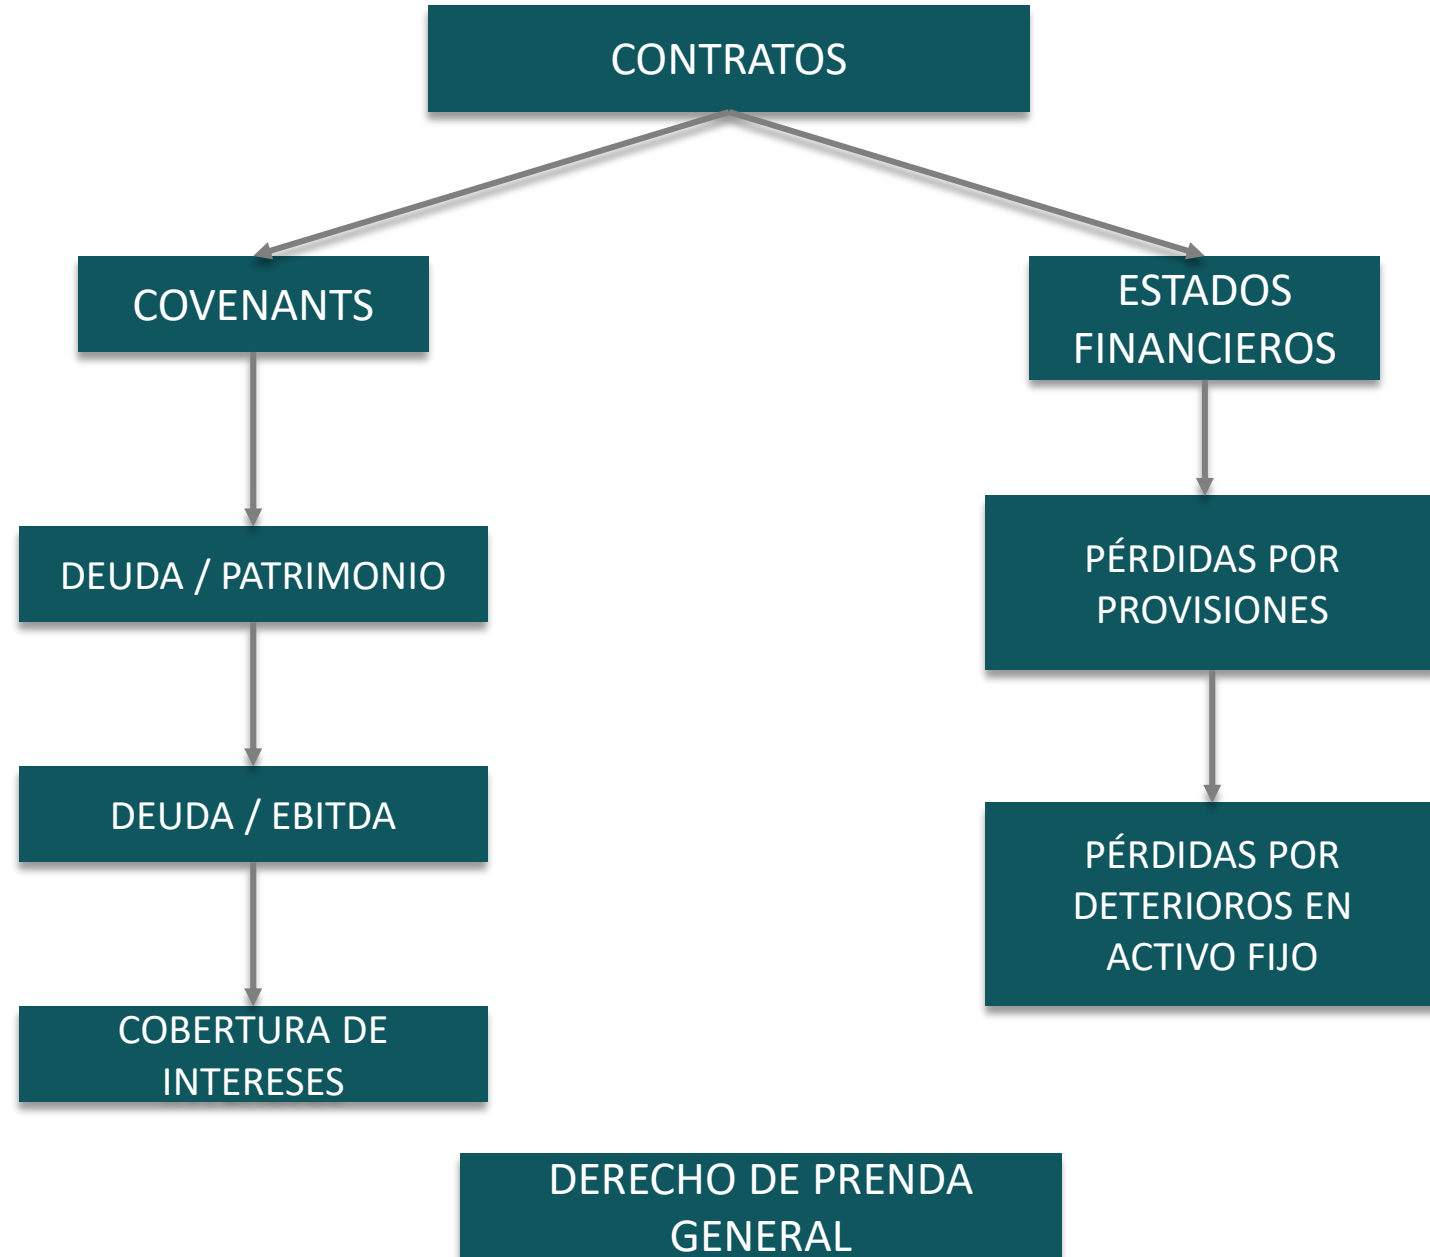 CONTRATOS
COVENANTS
ESTADOS
FINANCIEROS
DEUDA / PATRIMONIO
PÉRDIDAS POR
PROVISIONES
DEUDA / EBITDA
PÉRDIDAS POR
DETERIOROS EN
ACTIVO FIJO
COBERTURA DE
INTERESES
DERECHO DE PRENDA
GENERAL